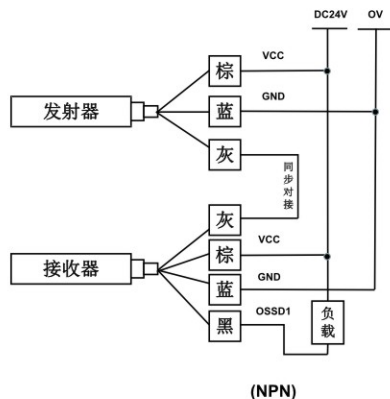 DC24V OV
棕 VCC
发射器 蓝 GND
灰
同步对接
灰
棕 VCC
接收器 蓝 GND
黑 OSSD1 负载
(NPN)